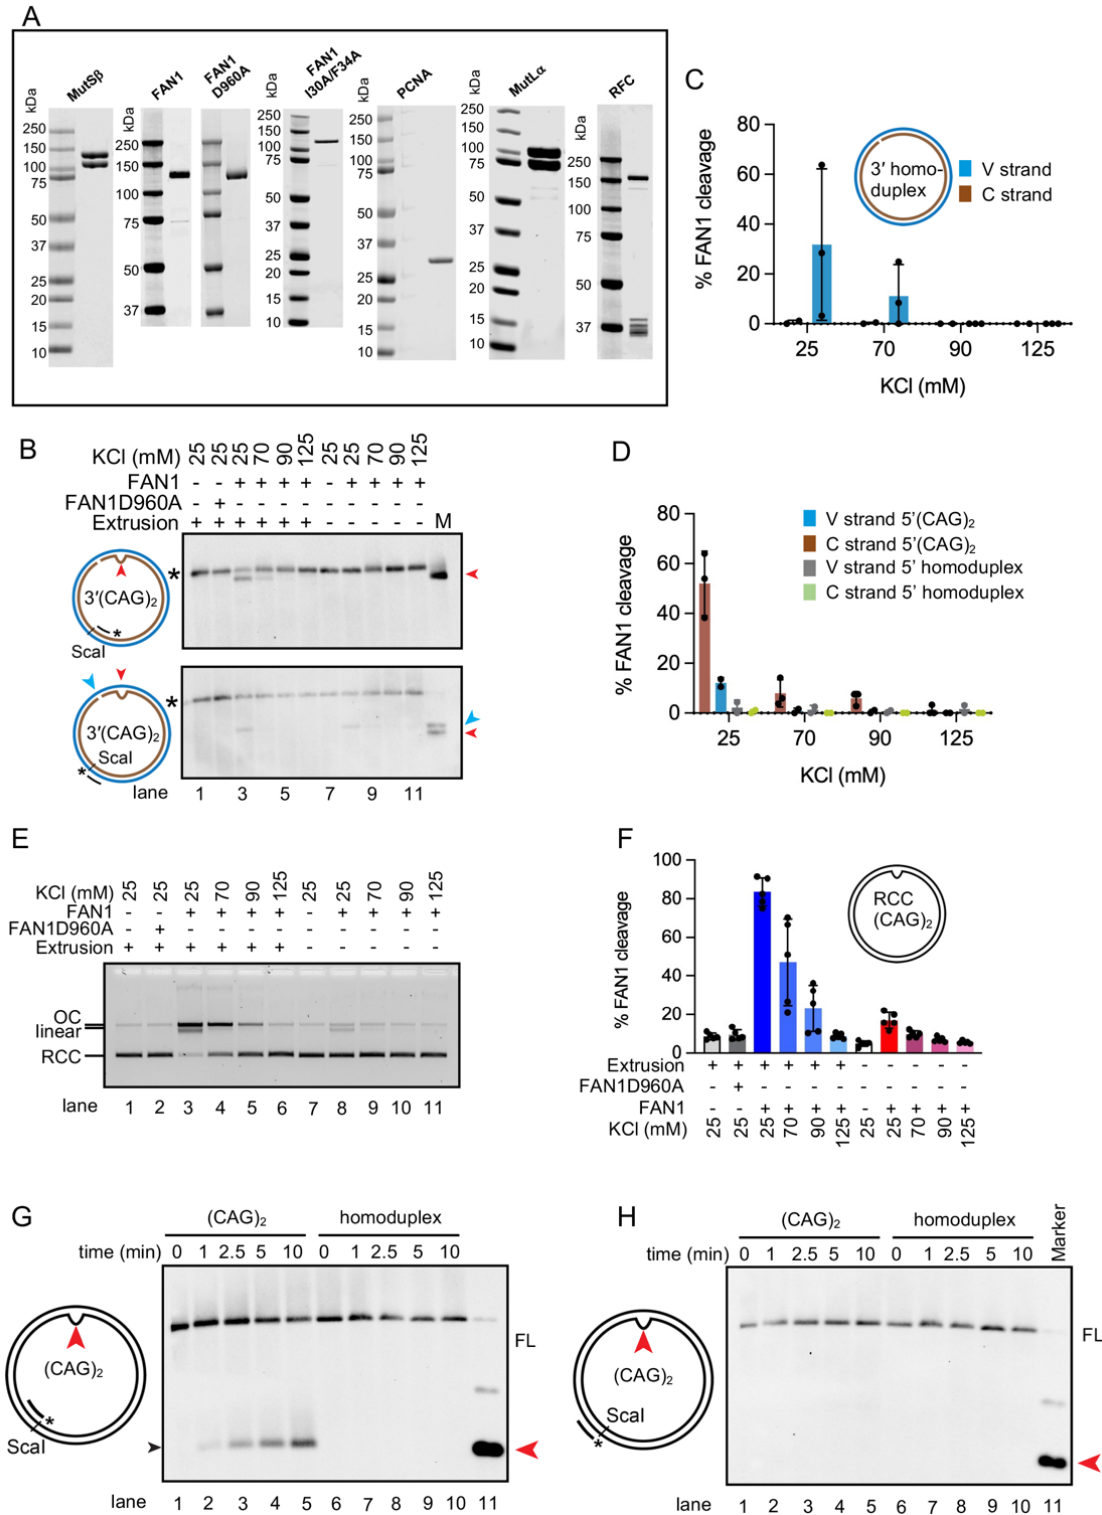 A
kDa
MutSβ
250
150
100
75
50
37
25
20
15
10
kDa
FAN1
FAN1
D960A
250
150
100
75
50
37
kDa
FAN1
I30A/F34A
250
150
100
75
50
37
25
20
15
10
kDa
PCNA
250
150
100
75
50
37
25
20
15
10
kDa
MutLα
250
150
100
75
50
37
25
20
15
10
kDa
RFC
250
150
100
75
50
37
C
% FAN1 cleavage
80
60
40
20
0
3′ homo-
duplex
V strand
C strand
25 70 90 125
KCl (mM)
B
KCl (mM) 25 25 25 70 90 125 25 25 70 90 125
FAN1 - - + + + + - + + + +
FAN1D960A - + - - - - - - - - -
Extrusion + + + + + + - - - - - M
3′(CAG)2
*
ScaI
*
3′(CAG)2
ScaI
*
*
lane 1 3 5 7 9 11
D
% FAN1 cleavage
80
60
40
20
0
V strand 5'(CAG)2
C strand 5'(CAG)2
V strand 5' homoduplex
C strand 5' homoduplex
25 70 90 125
KCl (mM)
E
KCl (mM) 25 25 25 70 90 125 25 25 70 90 125
FAN1 - - + + + + - + + + +
FAN1D960A - + - - - - - - - - -
Extrusion + + + + + + - - - - -
OC
linear
RCC
lane 1 2 3 4 5 6 7 8 9 10 11
F
% FAN1 cleavage
100
80
60
40
20
0
RCC
(CAG)2
Extrusion + + + + + + - - - - -
FAN1D960A - + - - - - - - - - -
FAN1 - - + + + + - + + + +
KCl (mM) 25 25 25 70 90 125 25 25 70 90 125
G
(CAG)2 homoduplex
time (min) 0 1 2.5 5 10 0 1 2.5 5 10
(CAG)2
*
ScaI
FL
lane 1 2 3 4 5 6 7 8 9 10 11
H
(CAG)2 homoduplex
time (min) 0 1 2.5 5 10 0 1 2.5 5 10 Marker
(CAG)2
ScaI
*
FL
lane 1 2 3 4 5 6 7 8 9 10 11